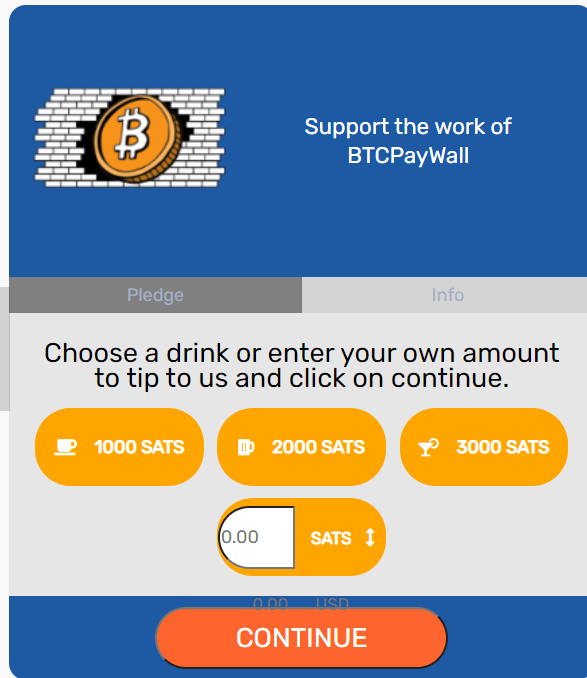 Support the work of
BTCPayWall
Pledge
Info
Choose a drink or enter your own amount
to tip to us and click on continue.
1000 SATS
2000 SATS
3000 SATS
0.00 SATS
0.00 USD
CONTINUE